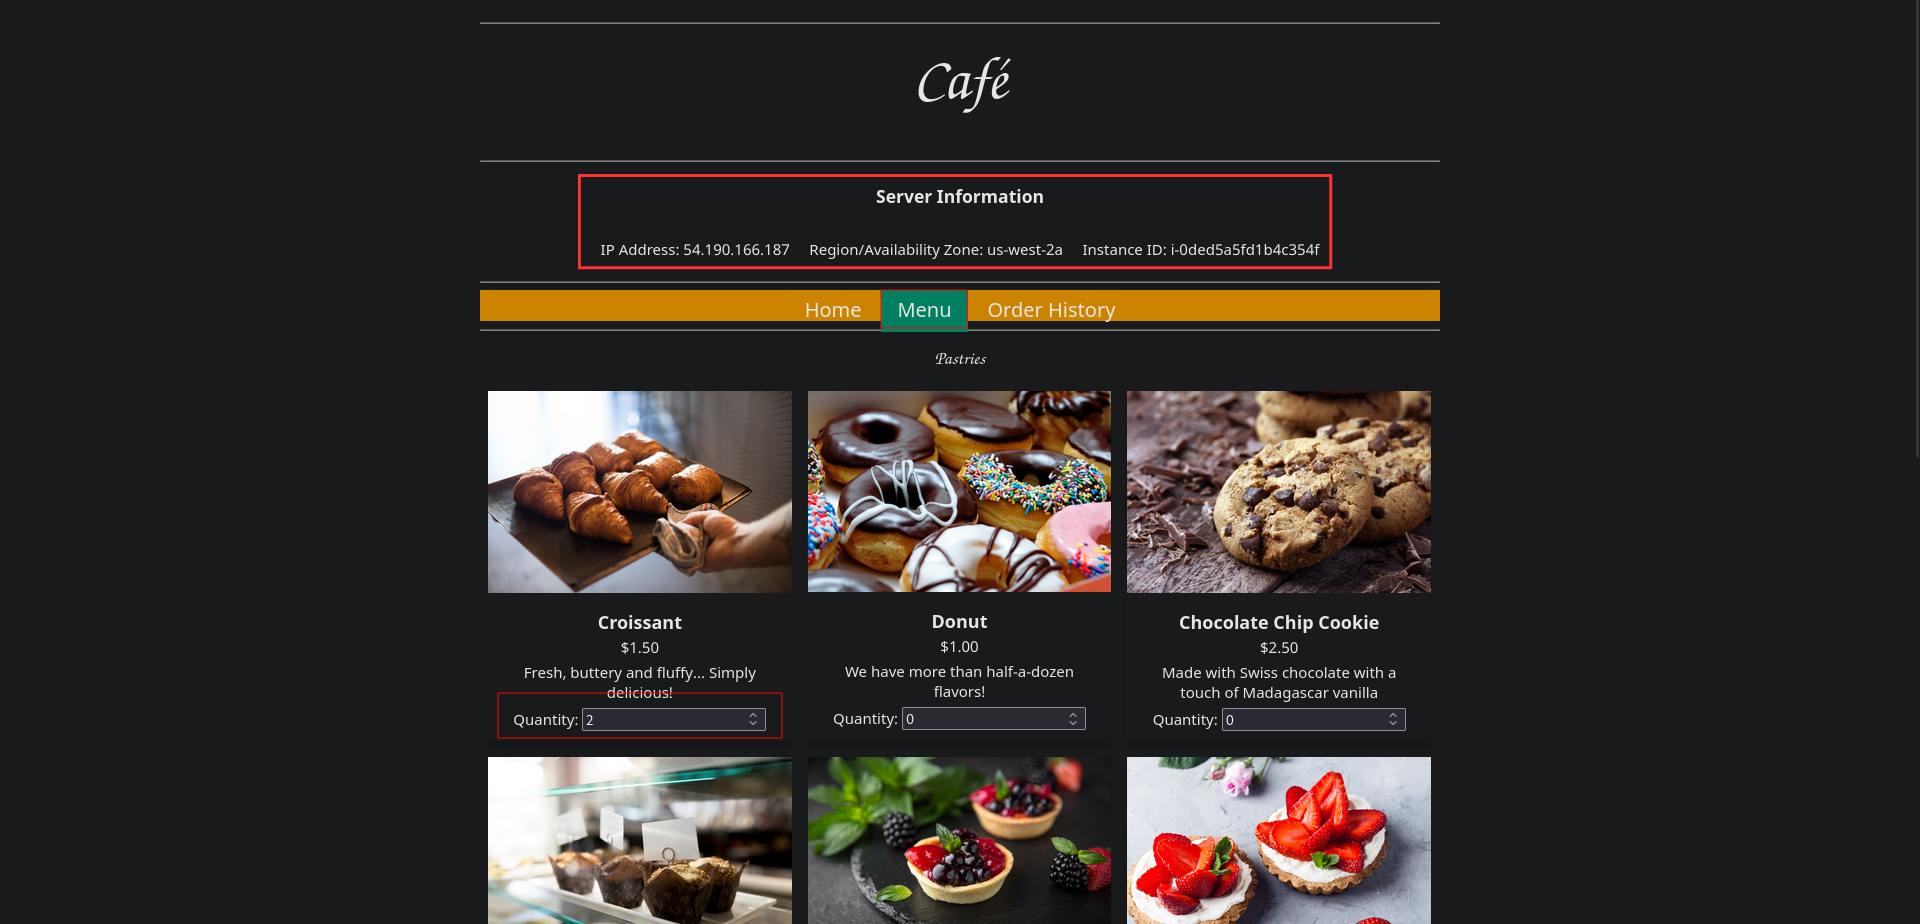 Café
Server Information
IP Address: 54.190.166.187 Region/Availability Zone: us-west-2a Instance ID: i-0ded5a5fd1b4c354f
Home Menu Order History
Pastries
Croissant
$1.50
Fresh, buttery and fluffy... Simply
delicious!
Quantity: 2
Donut
$1.00
We have more than half-a-dozen
flavors!
Quantity: 0
Chocolate Chip Cookie
$2.50
Made with Swiss chocolate with a
touch of Madagascar vanilla
Quantity: 0